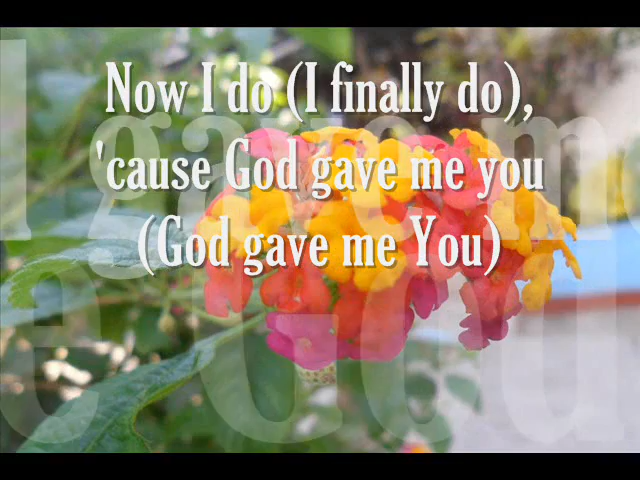 Now I do (I finally do),
'cause God gave me you
(God gave me You)